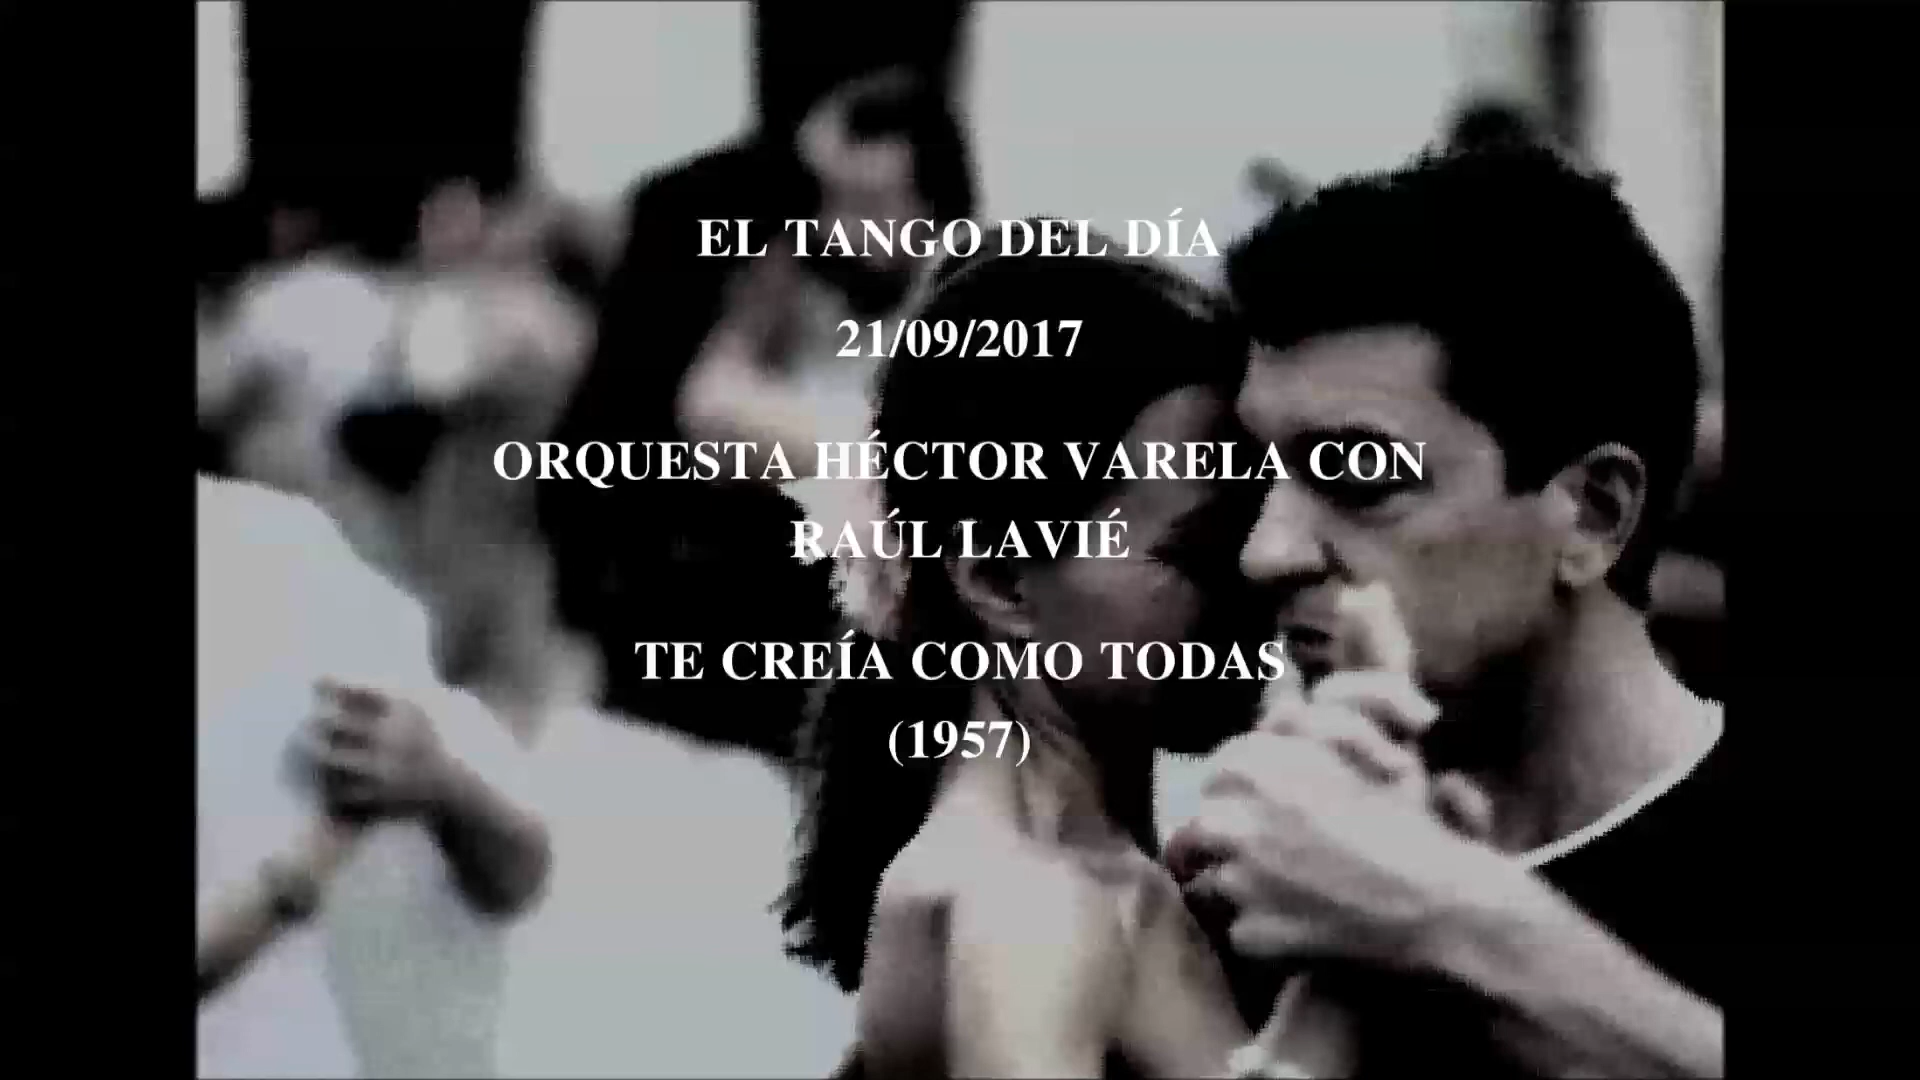 EL TANGO DEL DÍA
21/09/2017
ORQUESTA HÉCTOR VARELA CON
RAÚL LAVIÉ
TE CREÍA COMO TODAS
(1957)